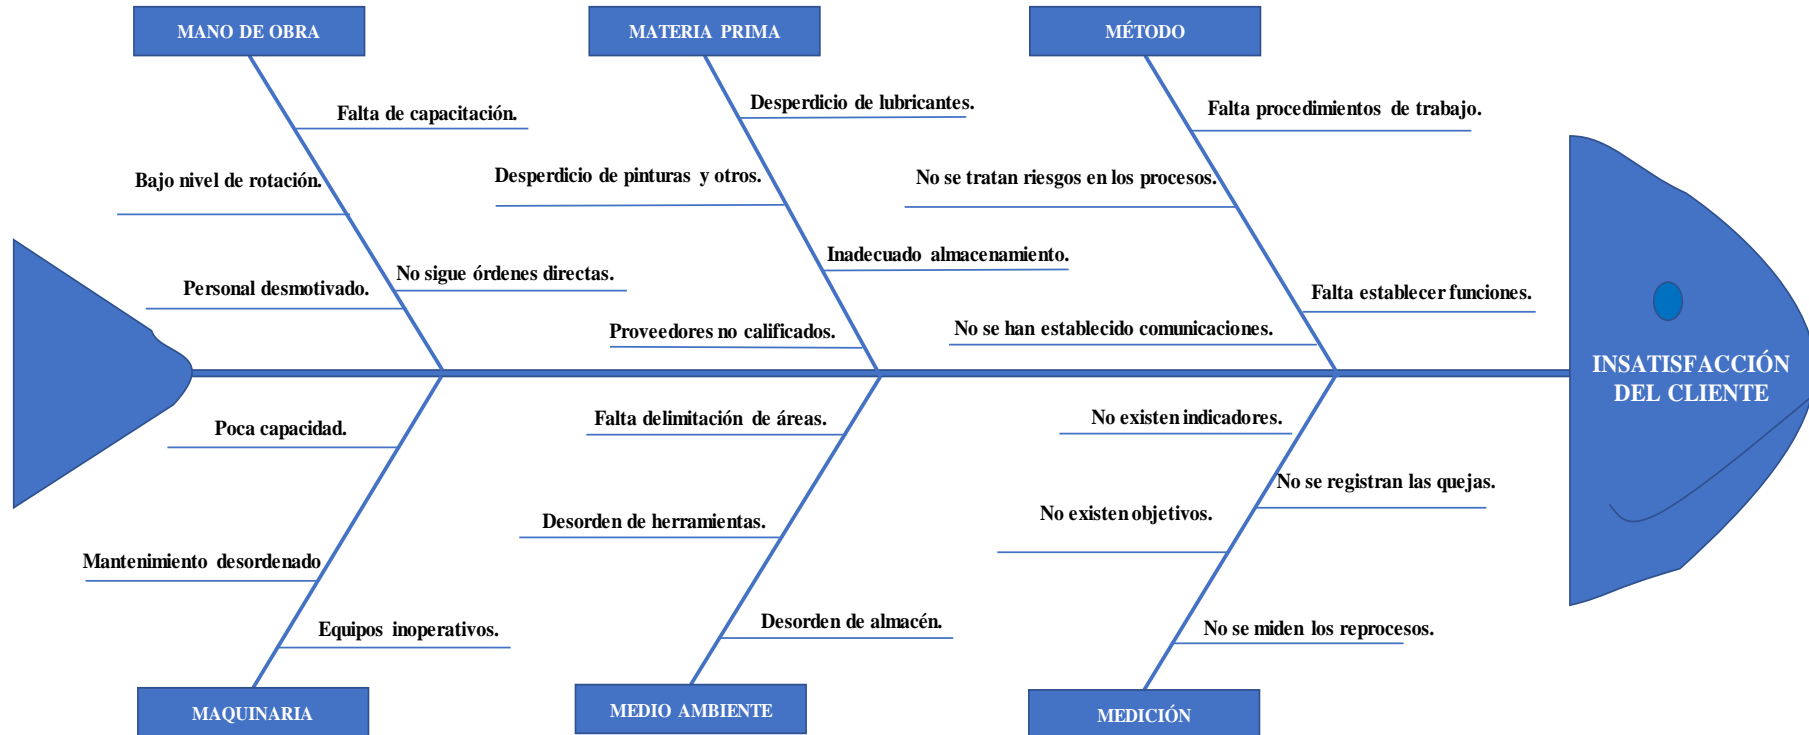 MANO DE OBRA
MATERIA PRIMA
MÉTODO
Falta de capacitación.
Bajo nivel de rotación.
No sigue órdenes directas.
Personal desmotivado.
Desperdicio de lubricantes.
Desperdicio de pinturas y otros.
Inadecuado almacenamiento.
Proveedores no calificados.
Falta procedimientos de trabajo.
No se tratan riesgos en los procesos.
Falta establecer funciones.
No se han establecido comunicaciones.
INSATISFACCIÓN
DEL CLIENTE
Poca capacidad.
Mantenimiento desordenado
Equipos inoperativos.
Falta delimitación de áreas.
Desorden de herramientas.
Desorden de almacén.
No existen indicadores.
No se registran las quejas.
No existen objetivos.
No se miden los reprocesos.
MAQUINARIA
MEDIO AMBIENTE
MEDICIÓN